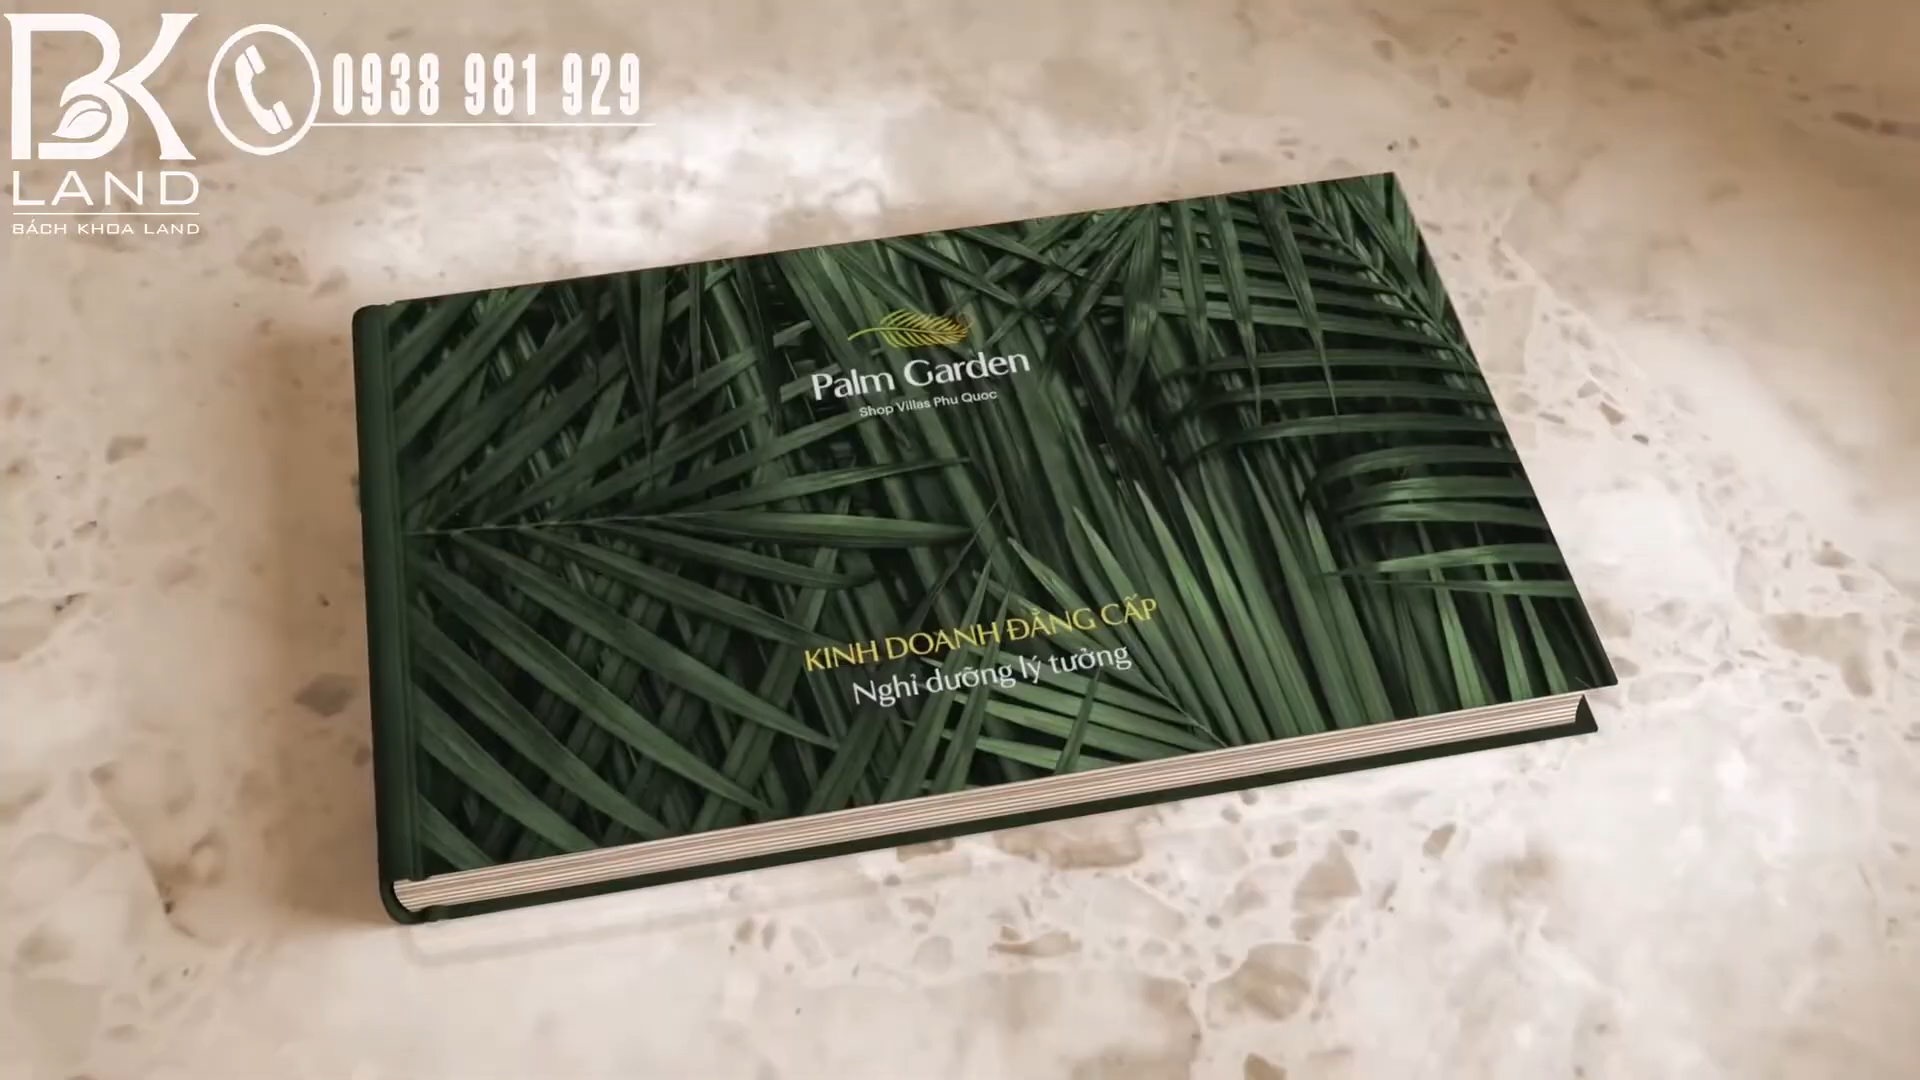 BK
LAND
BÁCH KHOA LAND
0938 981 929
Palm Garden
Shop Villas Phu Quoc
KINH DOANH ĐẲNG CẤP
Nghỉ dưỡng lý tưởng